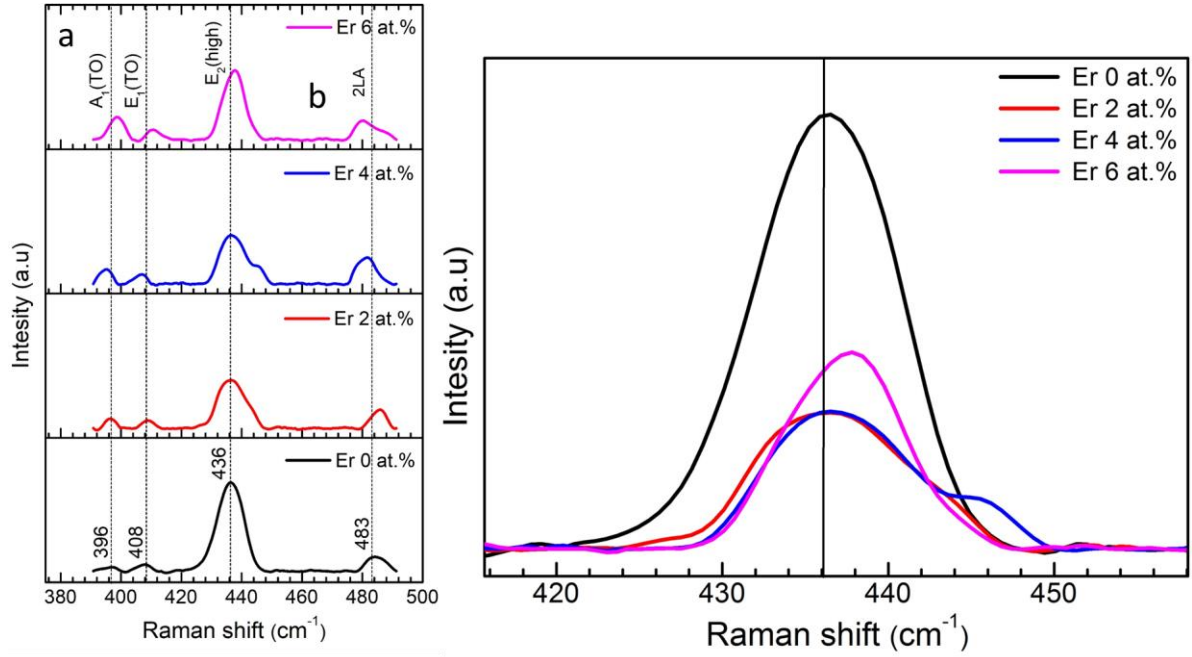 a
b
Er 6 at.%
A₁(TO)
E₁(TO)
E₂(high)
2LA
Er 4 at.%
Er 2 at.%
Er 0 at.%
396
408
436
483
Intesity (a.u)
380 400 420 440 460 480 500
Raman shift (cm⁻¹)
Er 0 at.%
Er 2 at.%
Er 4 at.%
Er 6 at.%
Intesity (a.u)
420 430 440 450
Raman shift (cm⁻¹)